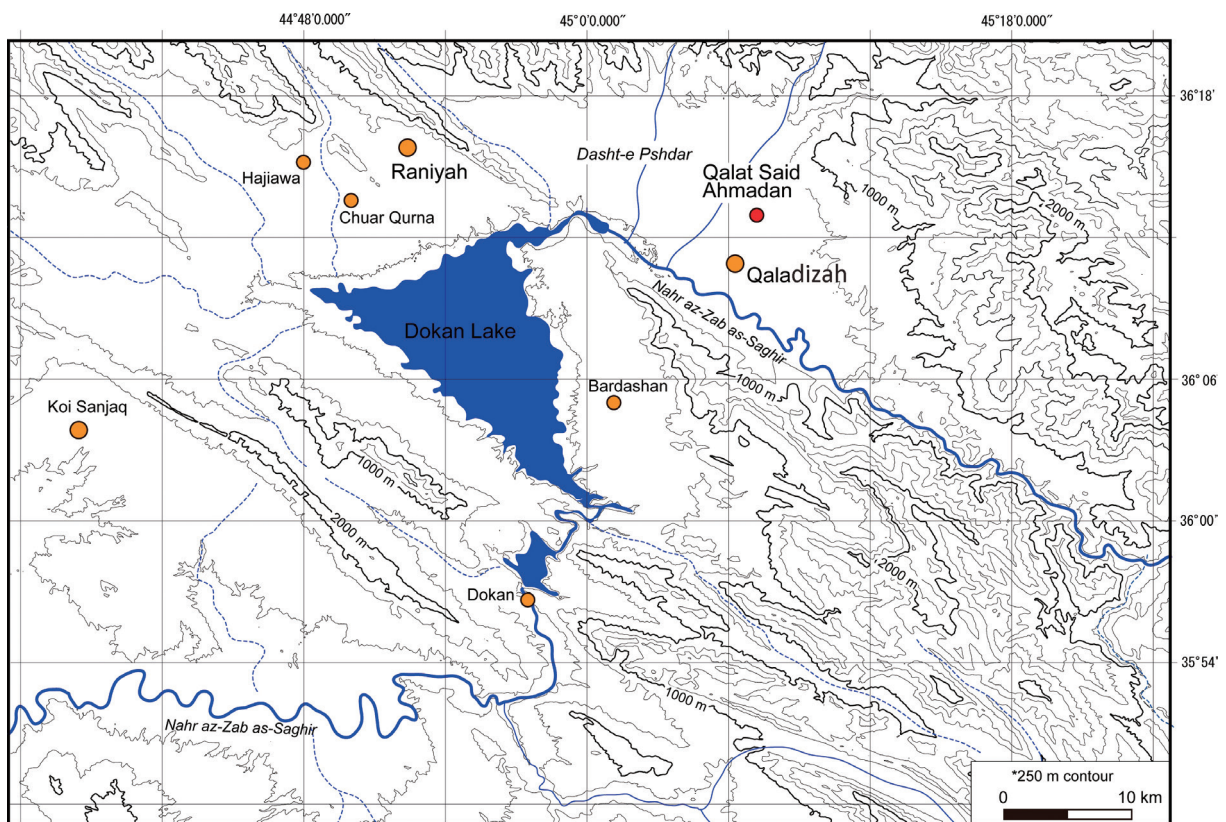 44°48'0.000″
45°0'0.000″
45°18'0.000″
36°18'
Dasht-e Pshdar
Raniyah
Hajiawa
Qalat Said
Ahmadan
1000 m
2000 m
Chuar Qurna
Qaladizah
Nahr az-Zab as-Saghir
Dokan Lake
36°06'
Bardashan
1000 m
Koi Sanjaq
1000 m
2000 m
36°00'
2000 m
Dokan
35°54'
1000 m
Nahr az-Zab as-Saghir
*250 m contour
0 10 km